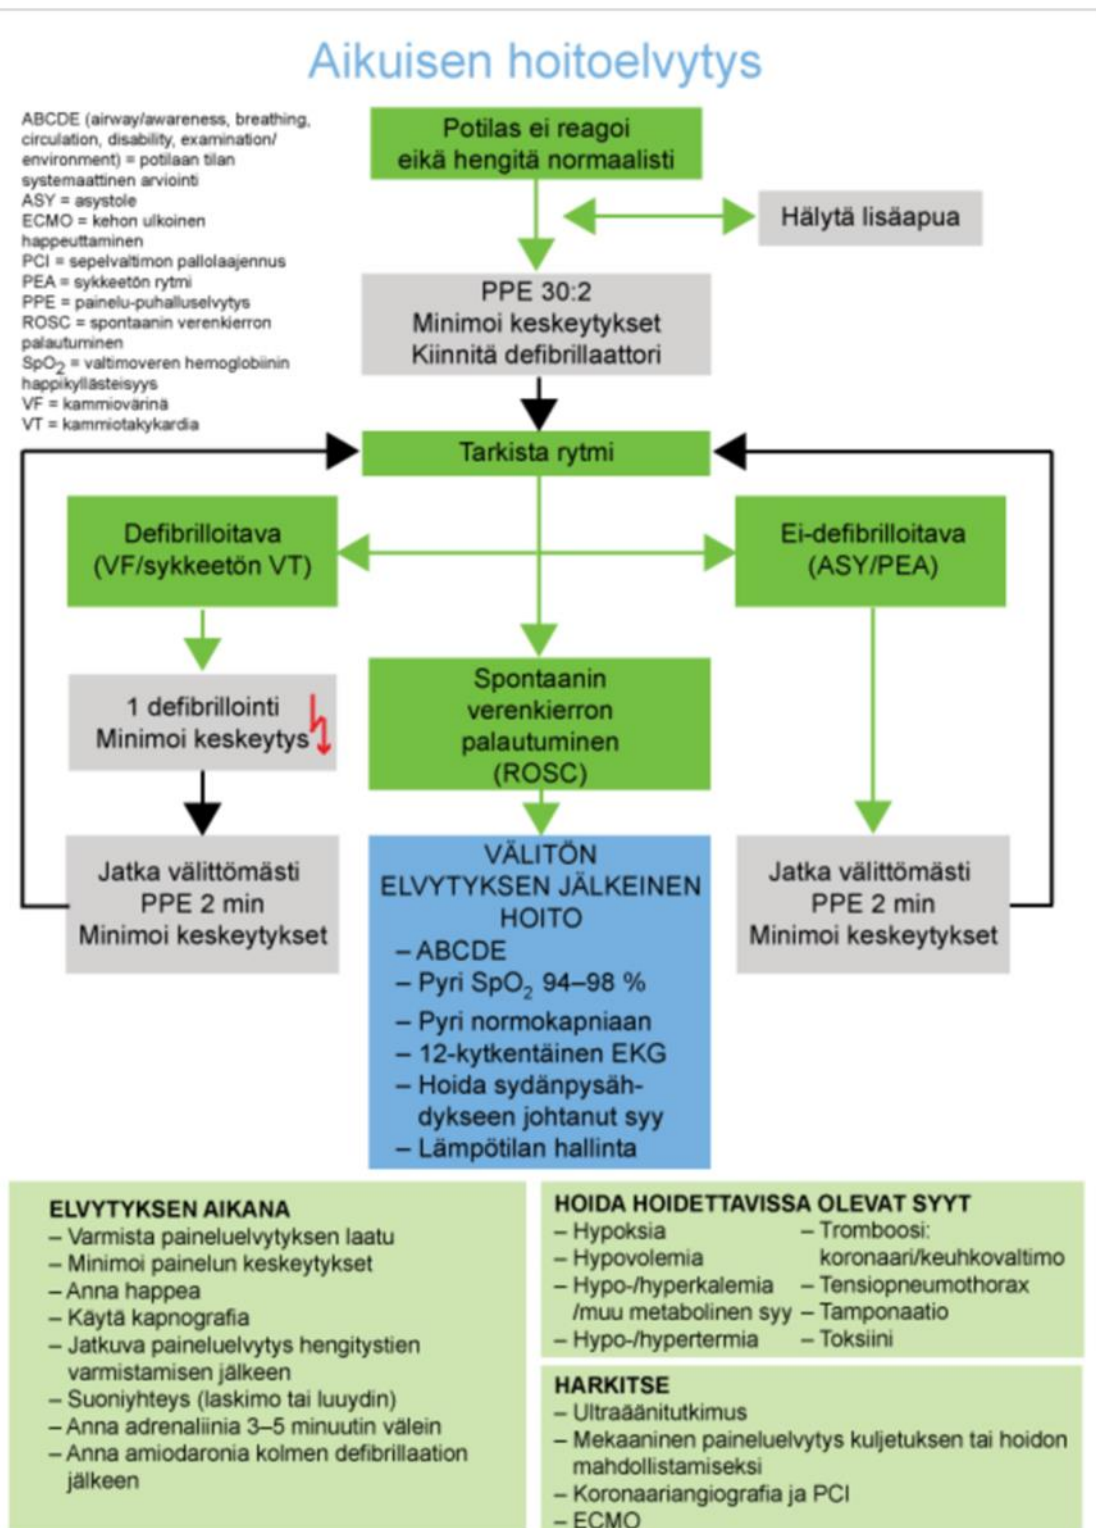 Aikuisen hoitoelvytys
ABCDE (airway/awareness, breathing,
circulation, disability, examination/
environment) = potilaan tilan
systemaattinen arviointi
ASY = asystole
ECMO = kehon ulkoinen
happeuttaminen
PCI = sepelvaltimon pallolaajennus
PEA = sykkeetön rytmi
PPE = painelu-puhalluselvytys
ROSC = spontaanin verenkierron
palautuminen
SpO₂ = valtimoveren hemoglobiinin
happikyllästeisyys
VF = kammiovärinä
VT = kammiotakykardia
Potilas ei reagoi
eikä hengitä normaalisti
Hälytä lisäapua
PPE 30:2
Minimoi keskeytykset
Kiinnitä defibrillaattori
Tarkista rytmi
Defibrilloitava
(VF/sykkeetön VT)
Ei-defibrilloitava
(ASY/PEA)
1 defibrillointi
Minimoi keskeytys
Spontaanin
verenkierron
palautuminen
(ROSC)
Jatka välittömästi
PPE 2 min
Minimoi keskeytykset
VÄLITÖN
ELVYTYKSEN JÄLKEINEN
HOITO
– ABCDE
– Pyri SpO₂ 94–98 %
– Pyri normokapniaan
– 12-kytkentäinen EKG
– Hoida sydänpysäh-
dykseen johtanut syy
– Lämpötilan hallinta
Jatka välittömästi
PPE 2 min
Minimoi keskeytykset
ELVYTYKSEN AIKANA
– Varmista paineluelvytyksen laatu
– Minimoi painelun keskeytykset
– Anna happea
– Käytä kapnografia
– Jatkuva paineluelvytys hengitystien
varmistamisen jälkeen
– Suoniyhteys (laskimo tai luuydin)
– Anna adrenaliinia 3–5 minuutin välein
– Anna amiodaronia kolmen defibrillaation
jälkeen
HOIDA HOIDETTAVISSA OLEVAT SYYT
– Hypoksia
– Hypovolemia
– Hypo-/hyperkalemia
/muu metabolinen syy
– Hypo-/hypertermia
– Tromboosi:
koronaari/keuhkovaltimo
– Tensiopneumothorax
– Tamponaatio
– Toksiini
HARKITSE
– Ultraäänitutkimus
– Mekaaninen paineluelvytys kuljetuksen tai hoidon
mahdollistamiseksi
– Koronaariangiografia ja PCI
– ECMO